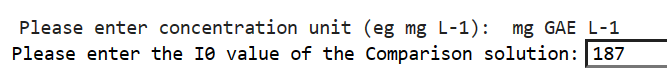 Please enter concentration unit (eg mg L-1): mg GAE L-1
Please enter the I0 value of the Comparison solution: 187